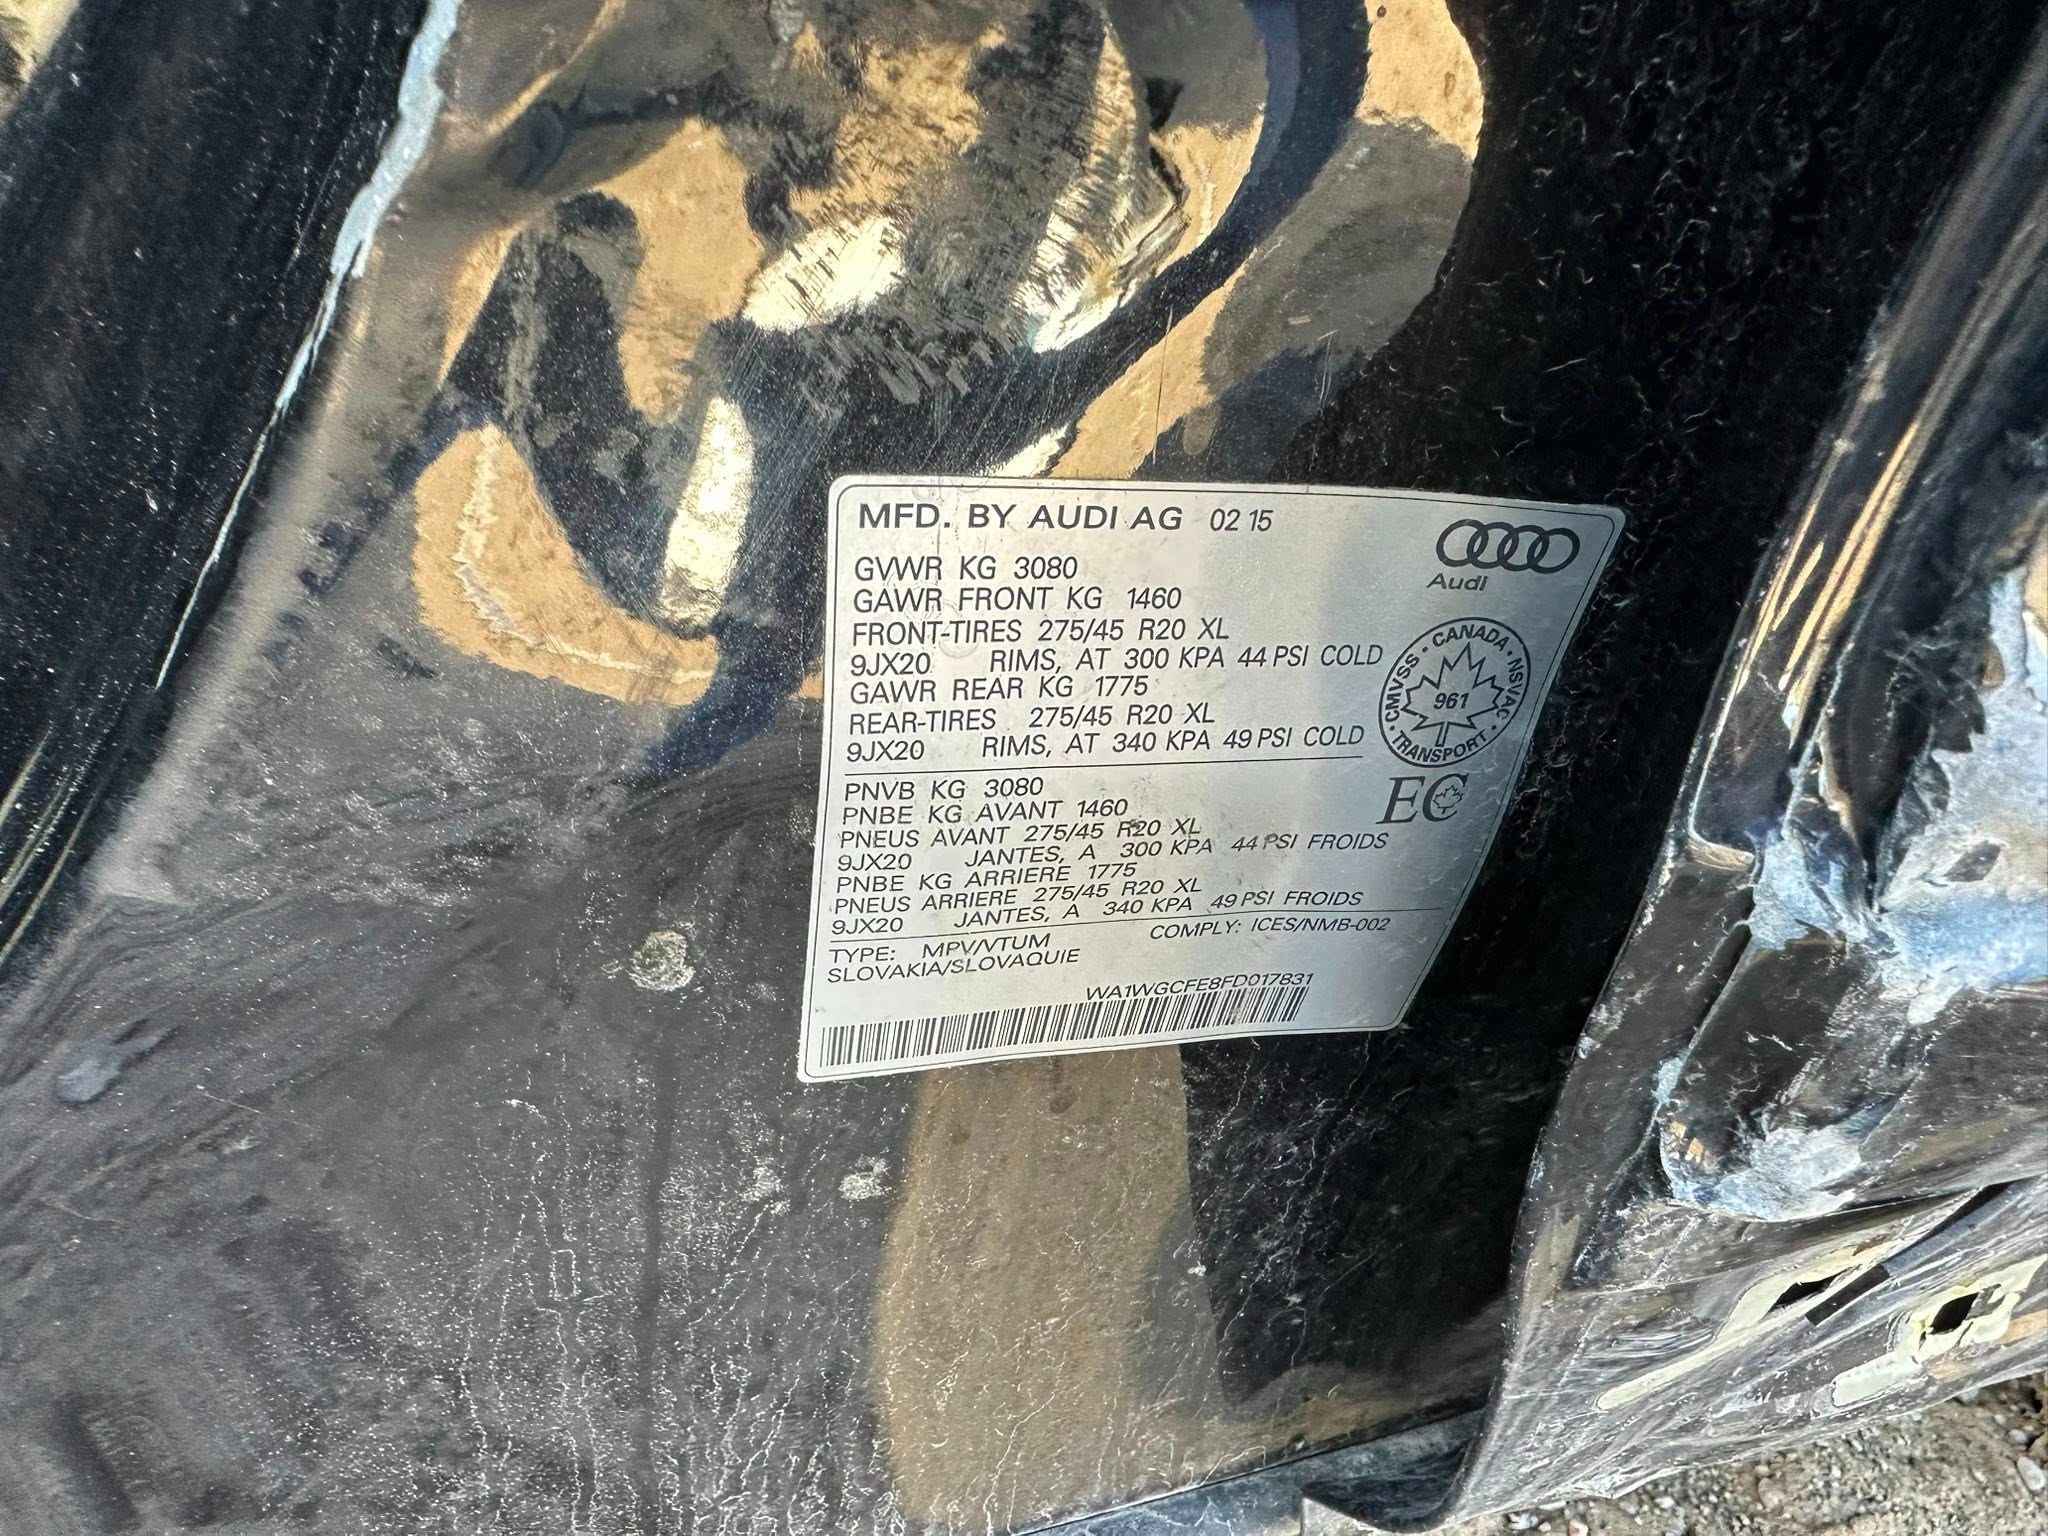 MFD. BY AUDI AG 02 15
Audi
GVWR KG 3080
GAWR FRONT KG 1460
FRONT-TIRES 275/45 R20 XL
9JX20 RIMS, AT 300 KPA 44 PSI COLD
GAWR REAR KG 1775
REAR-TIRES 275/45 R20 XL
9JX20 RIMS, AT 340 KPA 49 PSI COLD
CANADA · NSVAC · TRANSPORT · CMVSS ·
961
EC
PNVB KG 3080
PNBE KG AVANT 1460
PNEUS AVANT 275/45 R20 XL
9JX20 JANTES, A 300 KPA 44 PSI FROIDS
PNBE KG ARRIERE 1775
PNEUS ARRIERE 275/45 R20 XL
9JX20 JANTES, A 340 KPA 49 PSI FROIDS
TYPE: MPV/VTUM COMPLY: ICES/NMB-002
SLOVAKIA/SLOVAQUIE
WA1WGCFE8FD017831